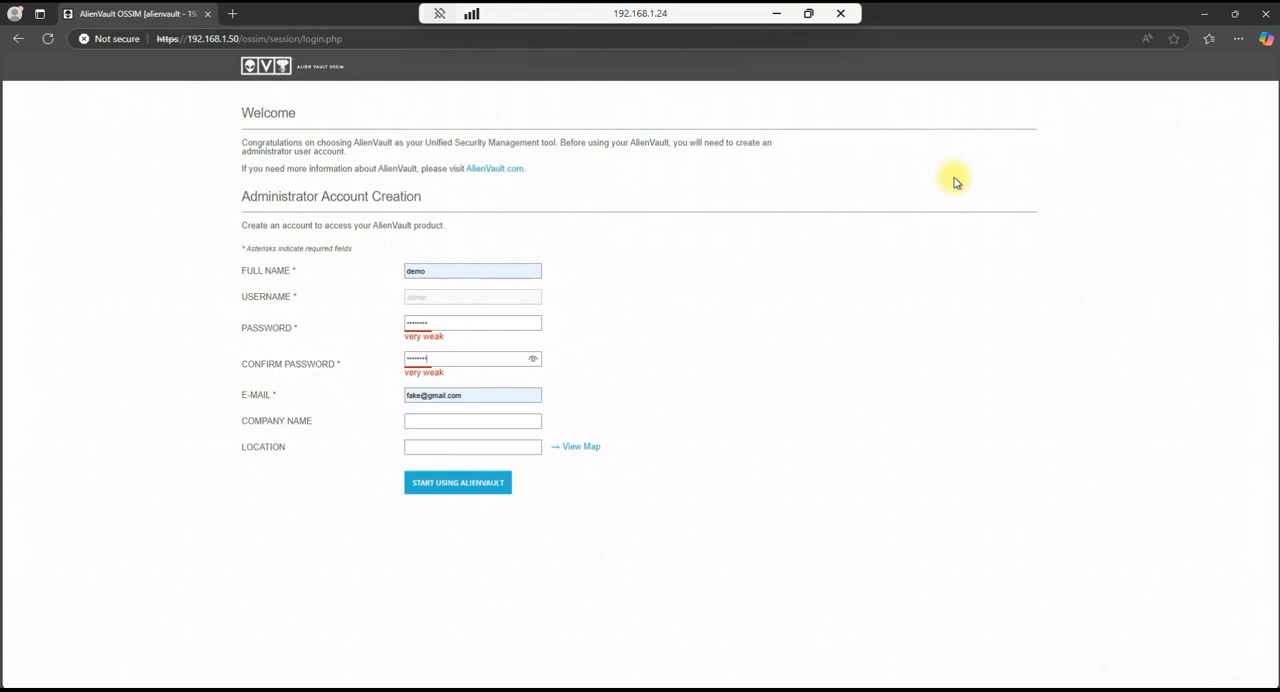 AlienVault OSSIM [alienvault - 19
192.168.1.24
Not secure
https://192.168.1.50/ossim/session/login.php
ALIEN VAULT OSSIM
Welcome
Congratulations on choosing AlienVault as your Unified Security Management tool. Before using your AlienVault, you will need to create an
administrator user account.
If you need more information about AlienVault, please visit AlienVault.com.
Administrator Account Creation
Create an account to access your AlienVault product.
* Asterisks indicate required fields
FULL NAME *
demo
USERNAME *
admin
PASSWORD *
••••••••
very weak
CONFIRM PASSWORD *
••••••••
very weak
E-MAIL *
fake@gmail.com
COMPANY NAME
LOCATION
→ View Map
START USING ALIENVAULT